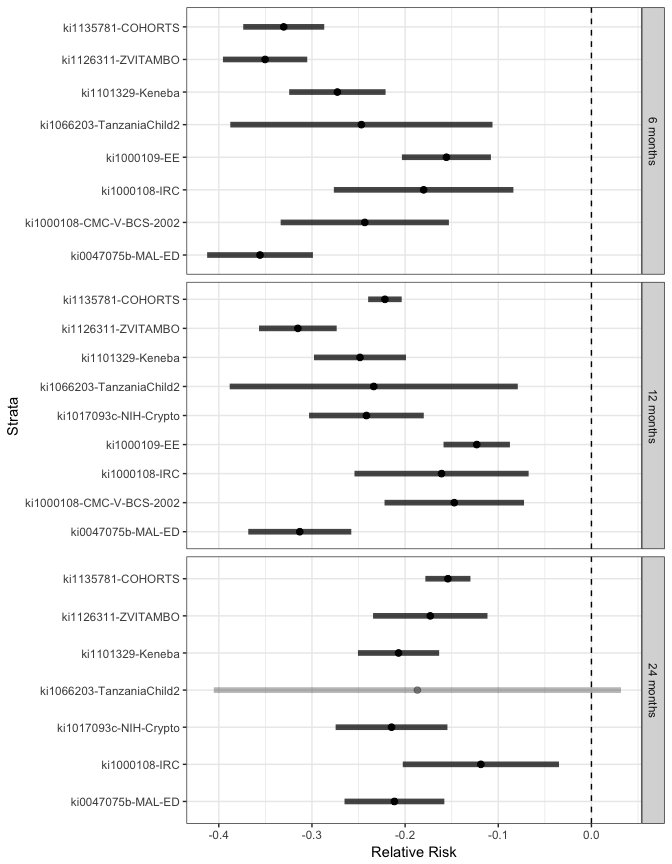 ki1135781-COHORTS
ki1126311-ZVITAMBO
ki1101329-Keneba
ki1066203-TanzaniaChild2
ki1000109-EE
ki1000108-IRC
ki1000108-CMC-V-BCS-2002
ki0047075b-MAL-ED
6 months
ki1135781-COHORTS
ki1126311-ZVITAMBO
ki1101329-Keneba
ki1066203-TanzaniaChild2
ki1017093c-NIH-Crypto
ki1000109-EE
ki1000108-IRC
ki1000108-CMC-V-BCS-2002
ki0047075b-MAL-ED
12 months
Strata
ki1135781-COHORTS
ki1126311-ZVITAMBO
ki1101329-Keneba
ki1066203-TanzaniaChild2
ki1017093c-NIH-Crypto
ki1000108-IRC
ki0047075b-MAL-ED
24 months
-0.4 -0.3 -0.2 -0.1 0.0
Relative Risk